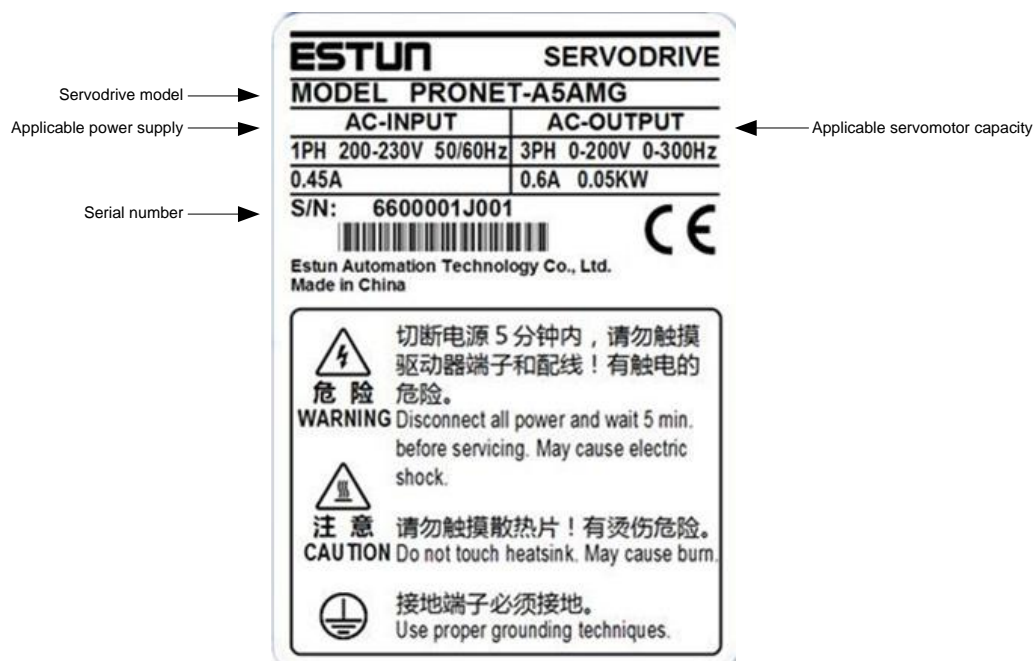 ESTUN SERVODRIVE
Servodrive model
MODEL PRONET-A5AMG
Applicable power supply
AC-INPUT AC-OUTPUT
Applicable servomotor capacity
1PH 200-230V 50/60Hz 3PH 0-200V 0-300Hz
0.45A 0.6A 0.05KW
Serial number
S/N: 6600001J001
CE
Estun Automation Technology Co., Ltd.
Made in China
切断电源5分钟内，请勿触摸
驱动器端子和配线！有触电的
危险 危险。
WARNING Disconnect all power and wait 5 min.
before servicing. May cause electric
shock.
注意 请勿触摸散热片！有烫伤危险。
CAUTION Do not touch heatsink. May cause burn.
接地端子必须接地。
Use proper grounding techniques.